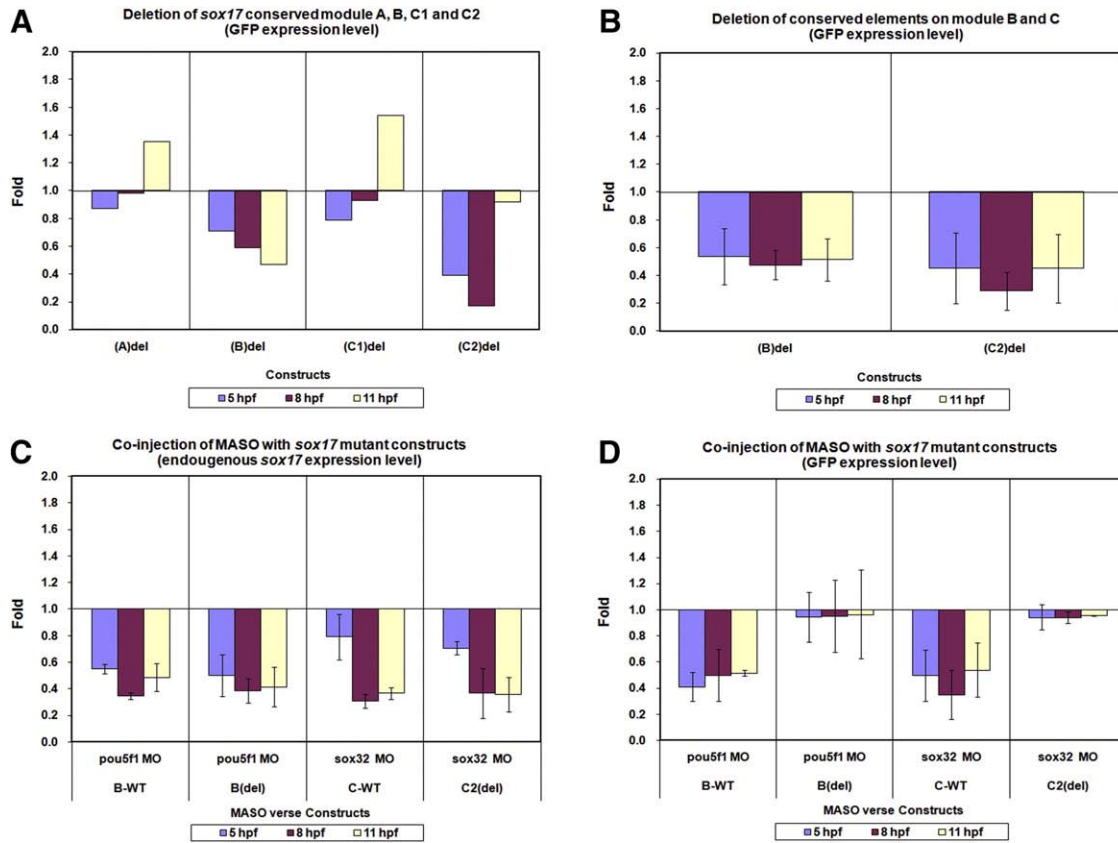 A
Deletion of sox17 conserved module A, B, C1 and C2
(GFP expression level)
Fold
2.0
1.8
1.6
1.4
1.2
1.0
0.8
0.6
0.4
0.2
0.0
(A)del (B)del (C1)del (C2)del
Constructs
5 hpf 8 hpf 11 hpf
B
Deletion of conserved elements on module B and C
(GFP expression level)
Fold
2.0
1.8
1.6
1.4
1.2
1.0
0.8
0.6
0.4
0.2
0.0
(B)del (C2)del
Constructs
5 hpf 8 hpf 11 hpf
C
Co-injection of MASO with sox17 mutant constructs
(endougenous sox17 expression level)
Fold
2.0
1.8
1.6
1.4
1.2
1.0
0.8
0.6
0.4
0.2
0.0
pou5f1 MO pou5f1 MO sox32 MO sox32 MO
B-WT B(del) C-WT C2(del)
MASO verse Constructs
5 hpf 8 hpf 11 hpf
D
Co-injection of MASO with sox17 mutant constructs
(GFP expression level)
Fold
2.0
1.8
1.6
1.4
1.2
1.0
0.8
0.6
0.4
0.2
0.0
pou5f1 MO pou5f1 MO sox32 MO sox32 MO
B-WT B(del) C-WT C2(del)
MASO verse Constructs
5 hpf 8 hpf 11 hpf